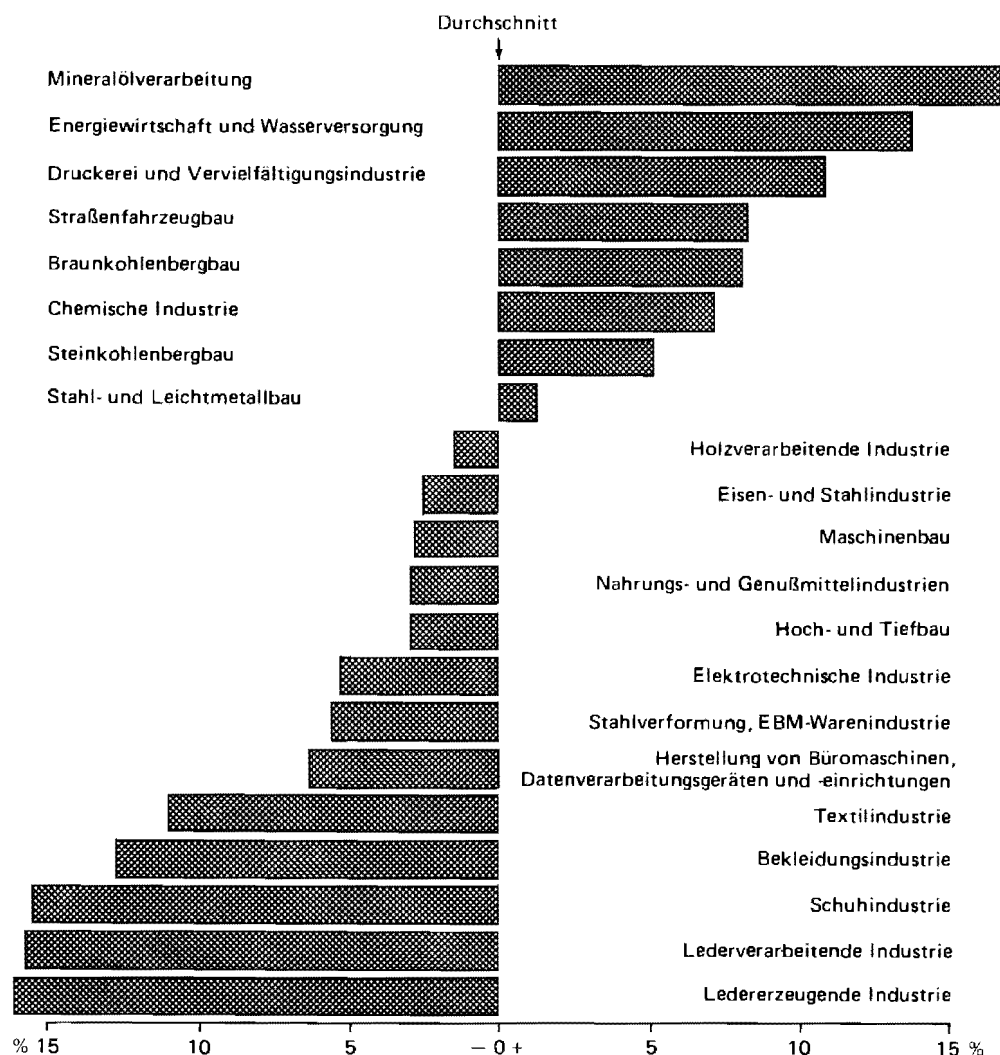 Durchschnitt
Mineralölverarbeitung
Energiewirtschaft und Wasserversorgung
Druckerei und Vervielfältigungsindustrie
Straßenfahrzeugbau
Braunkohlenbergbau
Chemische Industrie
Steinkohlenbergbau
Stahl- und Leichtmetallbau
Holzverarbeitende Industrie
Eisen- und Stahlindustrie
Maschinenbau
Nahrungs- und Genußmittelindustrien
Hoch- und Tiefbau
Elektrotechnische Industrie
Stahlverformung, EBM-Warenindustrie
Herstellung von Büromaschinen,
Datenverarbeitungsgeräten und -einrichtungen
Textilindustrie
Bekleidungsindustrie
Schuhindustrie
Lederverarbeitende Industrie
Ledererzeugende Industrie
% 15 10 5 – 0 + 5 10 15 %